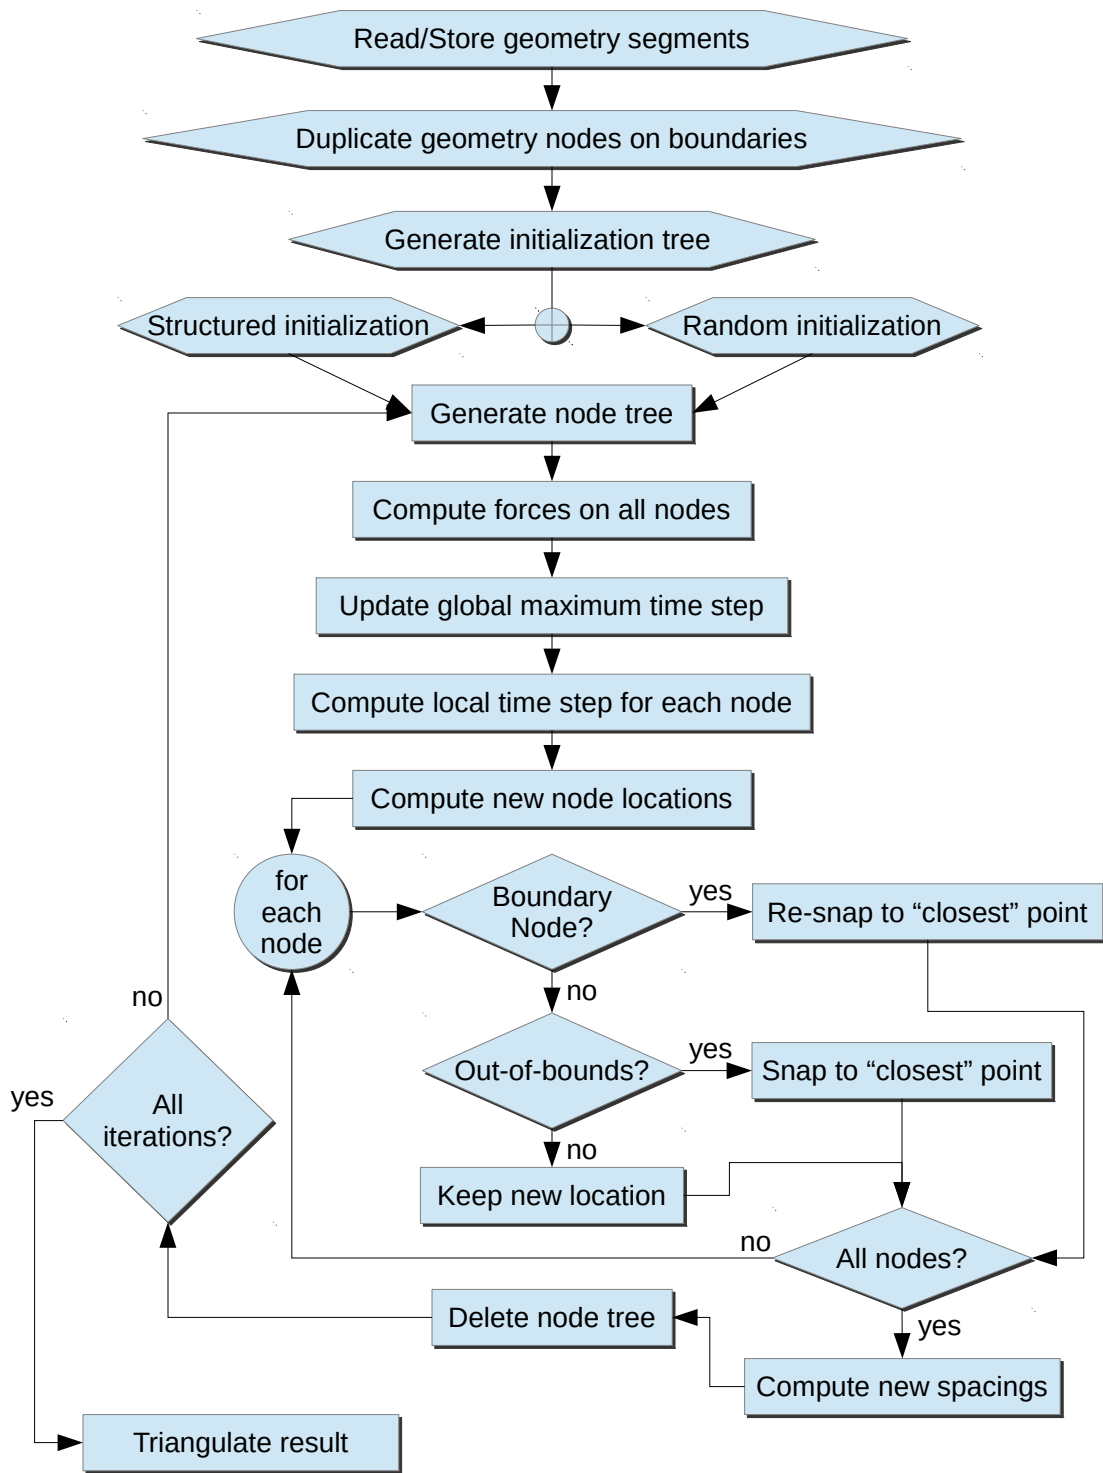 Read/Store geometry segments
Duplicate geometry nodes on boundaries
Generate initialization tree
Structured initialization
Random initialization
Generate node tree
Compute forces on all nodes
Update global maximum time step
Compute local time step for each node
Compute new node locations
for
each
node
Boundary
Node?
yes
Re-snap to “closest” point
no
Out-of-bounds?
yes
Snap to “closest” point
no
Keep new location
All nodes?
no
yes
Compute new spacings
Delete node tree
All
iterations?
no
yes
Triangulate result